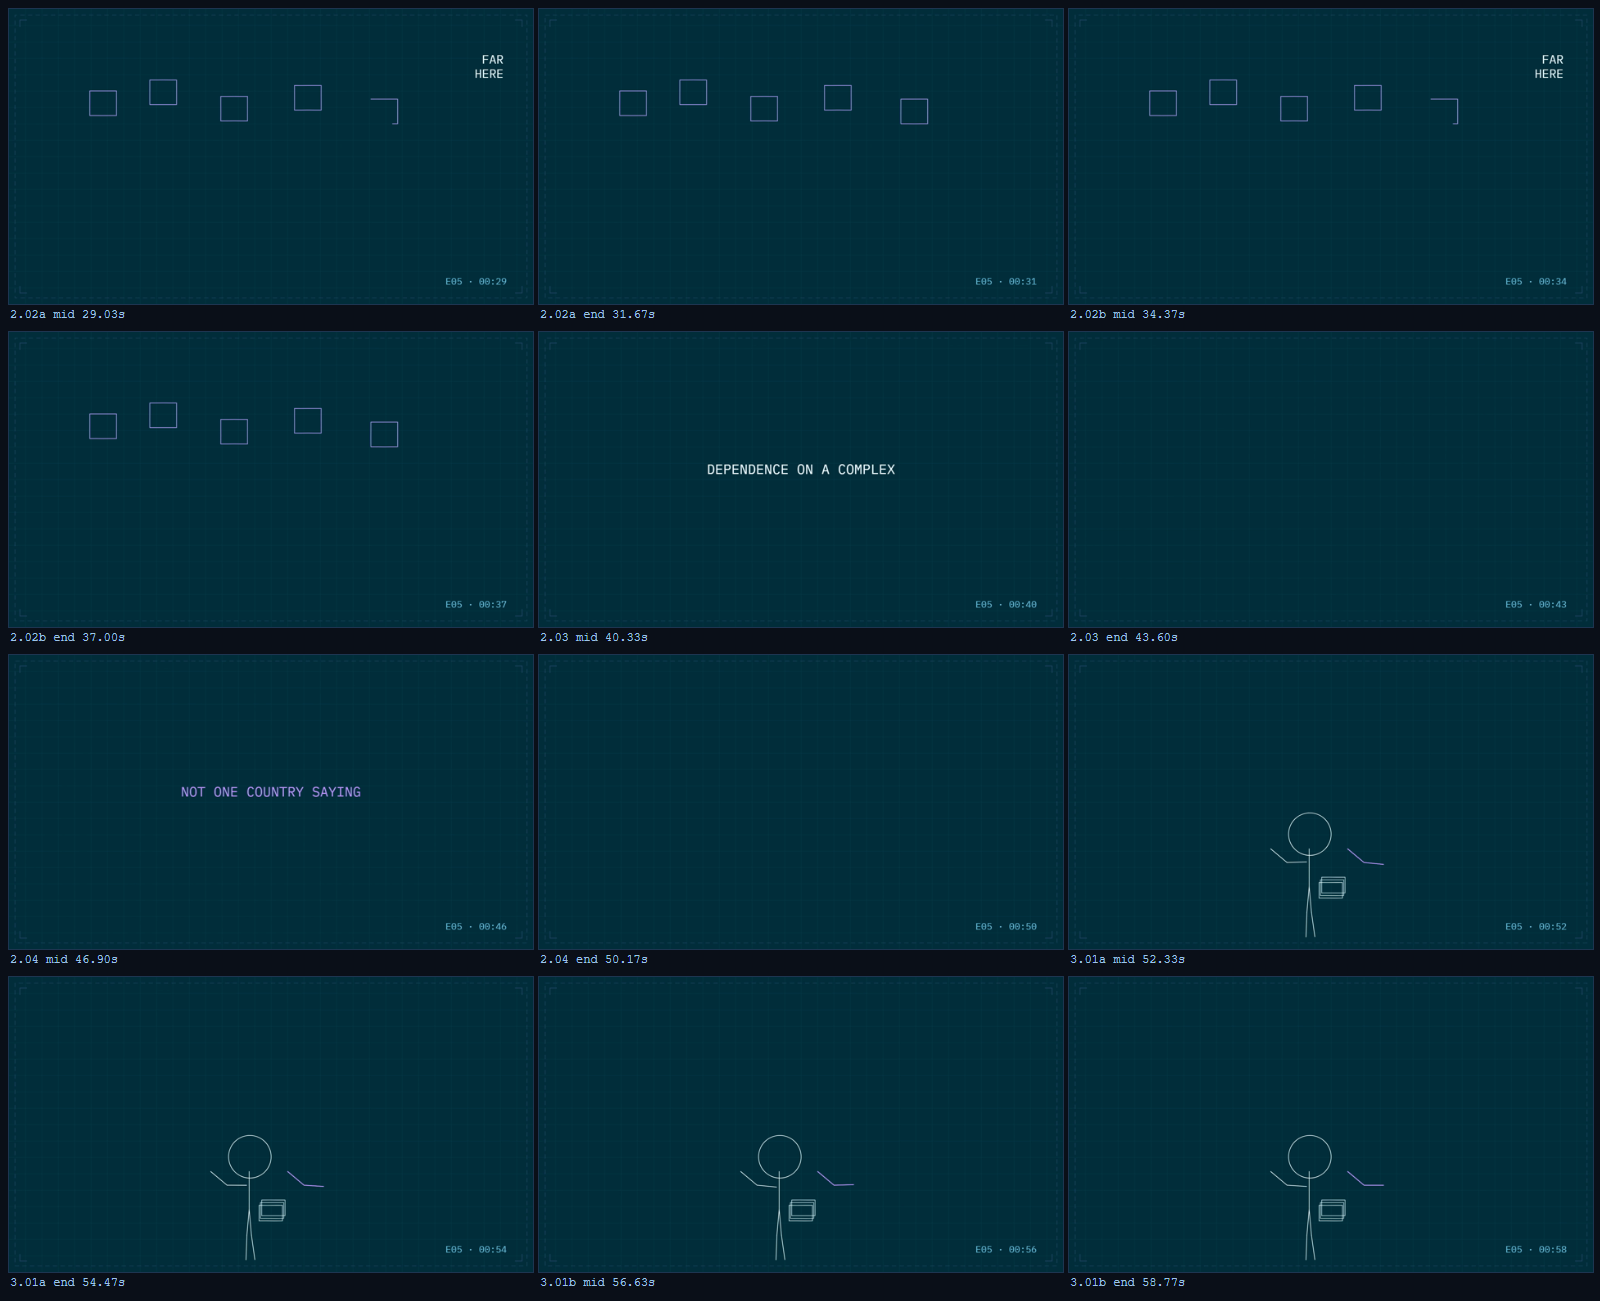 FAR
HERE
E05 · 00:29
2.02a mid 29.03s
E05 · 00:31
2.02a end 31.67s
FAR
HERE
E05 · 00:34
2.02b mid 34.37s
E05 · 00:37
2.02b end 37.00s
DEPENDENCE ON A COMPLEX
E05 · 00:40
2.03 mid 40.33s
E05 · 00:43
2.03 end 43.60s
NOT ONE COUNTRY SAYING
E05 · 00:46
2.04 mid 46.90s
E05 · 00:50
2.04 end 50.17s
E05 · 00:52
3.01a mid 52.33s
E05 · 00:54
3.01a end 54.47s
E05 · 00:56
3.01b mid 56.63s
E05 · 00:58
3.01b end 58.77s